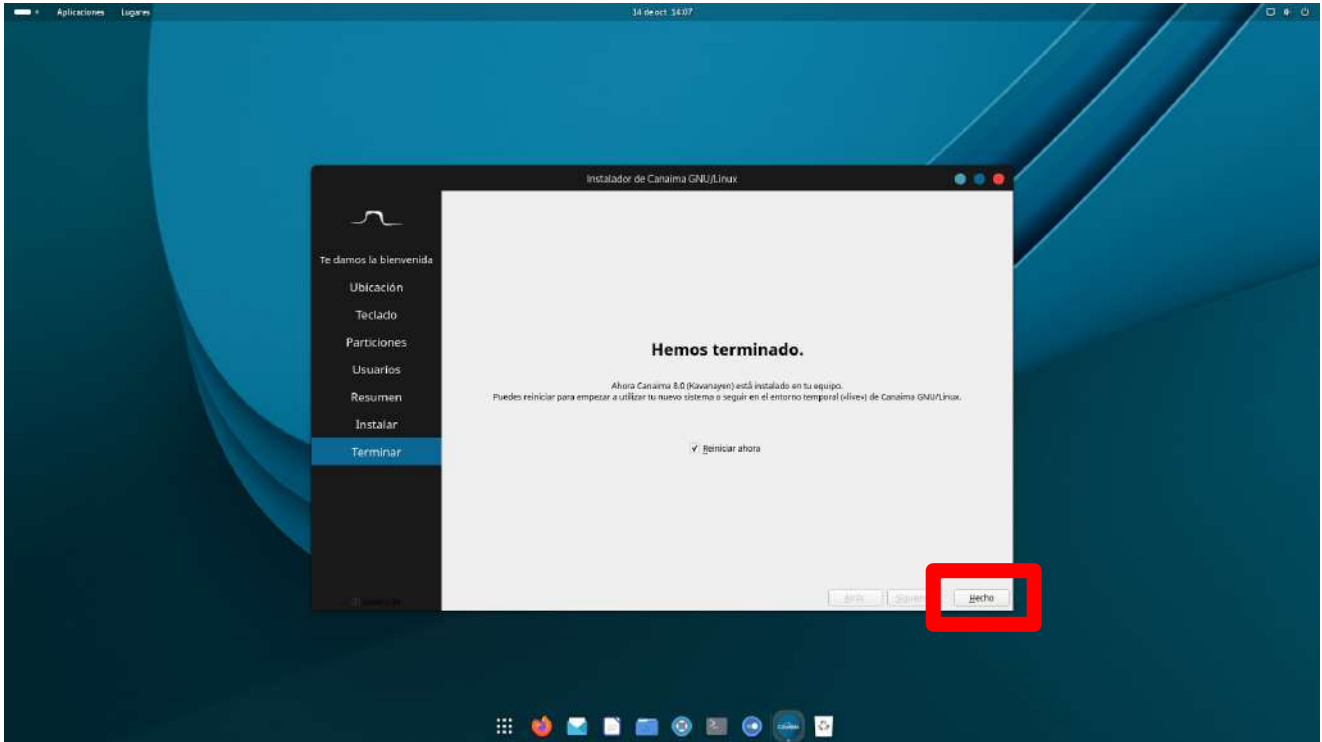 Aplicaciones Lugares
14 de oct 14:07
Instalador de Canaima GNU/Linux
Te damos la bienvenida
Ubicación
Teclado
Particiones
Usuarios
Resumen
Instalar
Terminar
Hemos terminado.
Ahora Canaima 8.0 (Kavanayen) está instalado en tu equipo.
Puedes reiniciar para empezar a utilizar tu nuevo sistema o seguir en el entorno temporal («live») de Canaima GNU/Linux.
Reiniciar ahora
Atrás
Hecho